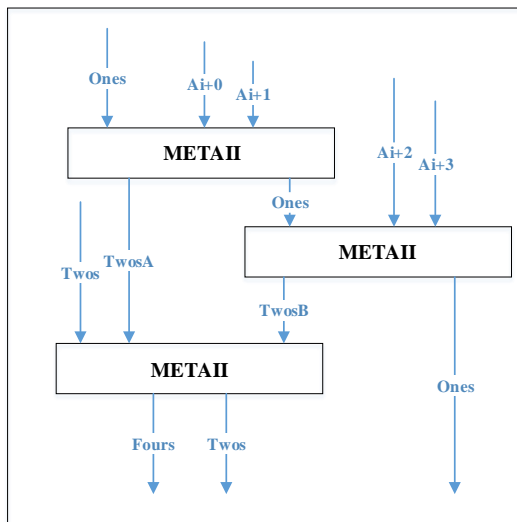 Ones
Ai+0
Ai+1
METAII
Ai+2
Ai+3
Ones
Twos
TwosA
METAII
TwosB
METAII
Ones
Fours
Twos